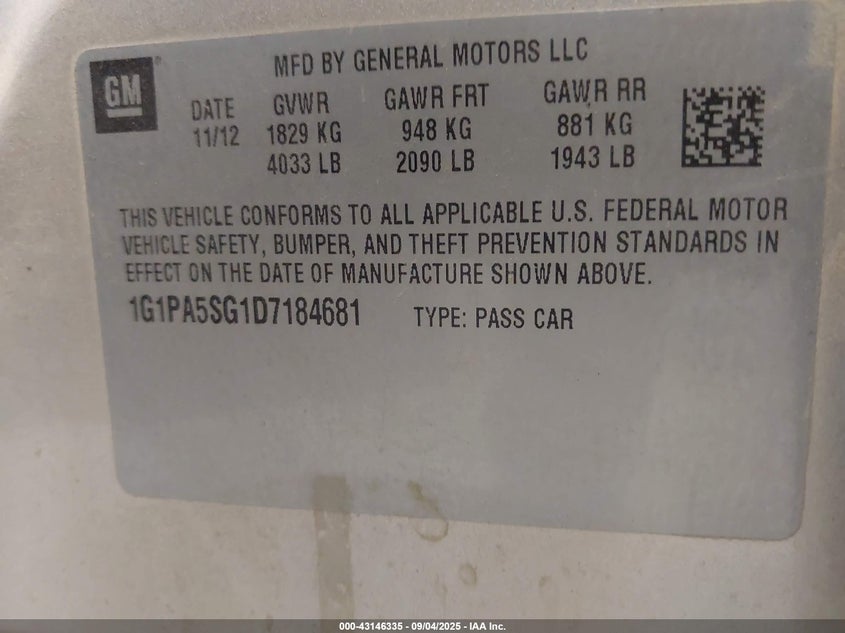 GM
MFD BY GENERAL MOTORS LLC
DATE GVWR GAWR FRT GAWR RR
11/12 1829 KG 948 KG 881 KG
4033 LB 2090 LB 1943 LB
THIS VEHICLE CONFORMS TO ALL APPLICABLE U.S. FEDERAL MOTOR
VEHICLE SAFETY, BUMPER, AND THEFT PREVENTION STANDARDS IN
EFFECT ON THE DATE OF MANUFACTURE SHOWN ABOVE.
1G1PA5SG1D7184681 TYPE: PASS CAR
000-43146335 - 09/04/2025 - IAA Inc.